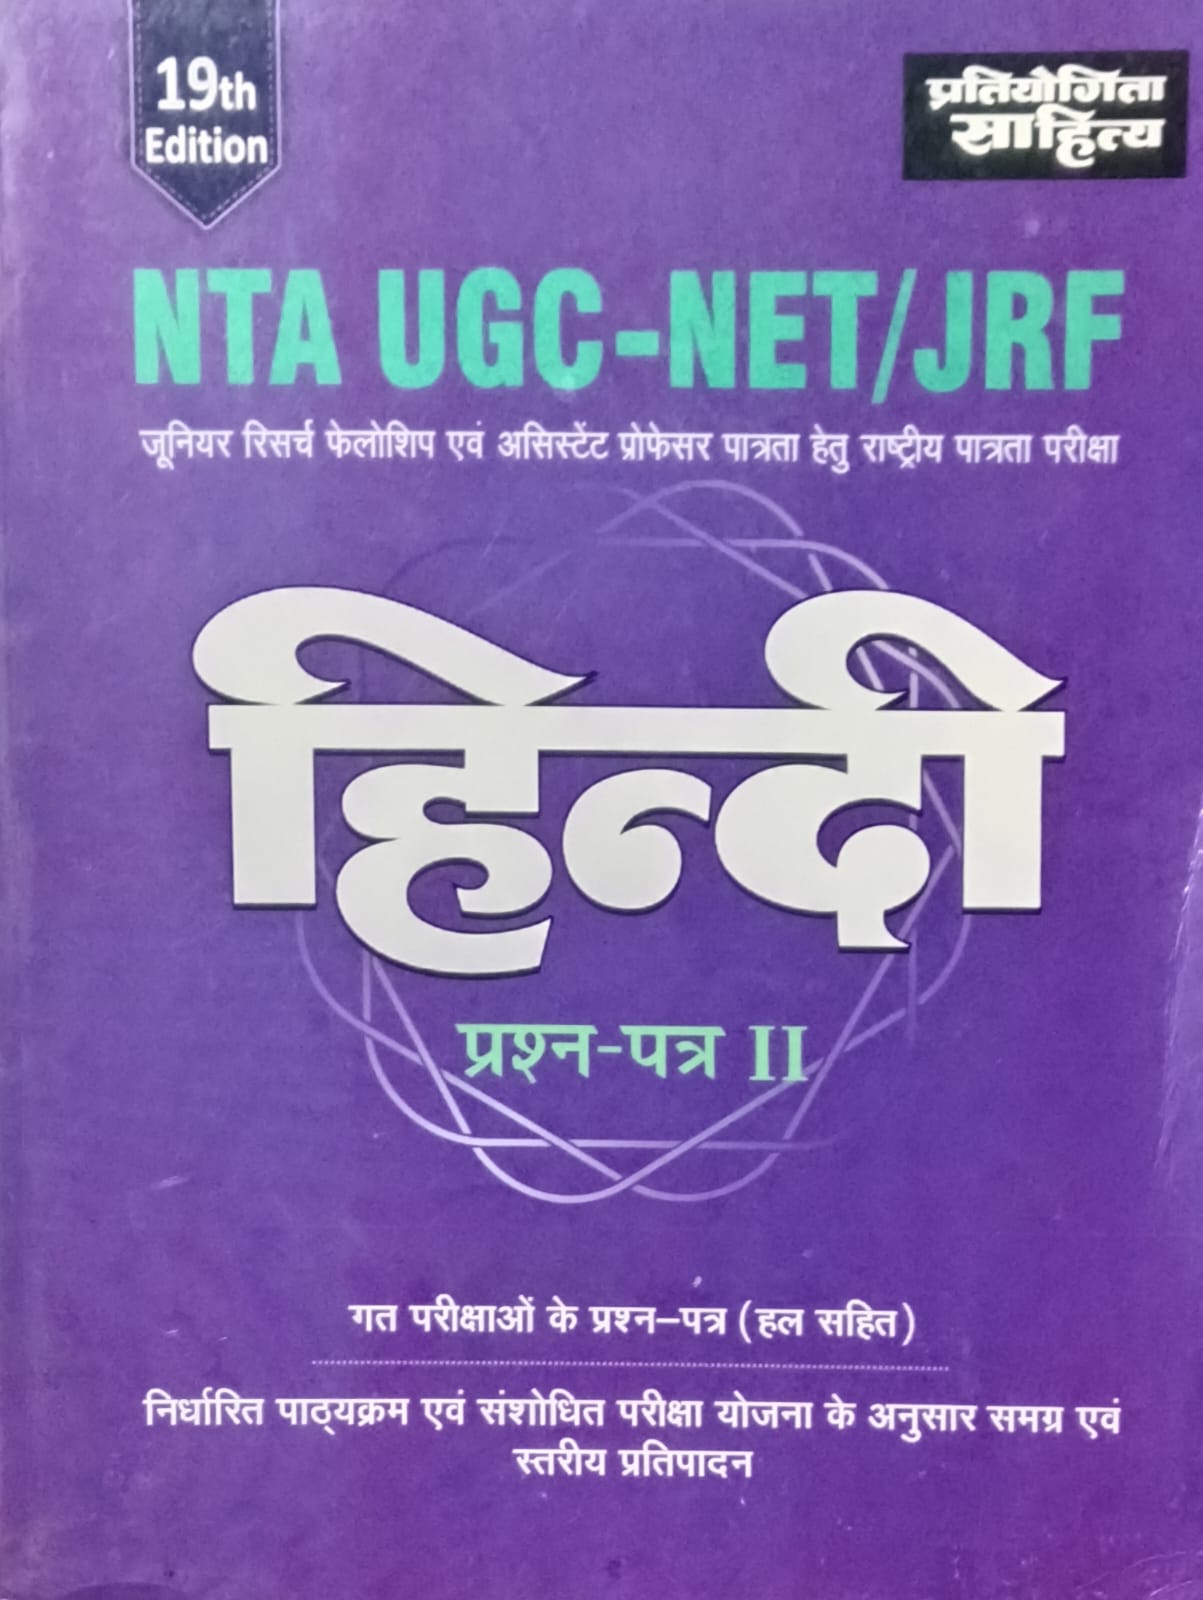 19th
Edition
प्रतियोगिता
साहित्य
NTA UGC-NET/JRF
जूनियर रिसर्च फेलोशिप एवं असिस्टेंट प्रोफेसर पात्रता हेतु राष्ट्रीय पात्रता परीक्षा
हिन्दी
प्रश्न-पत्र II
गत परीक्षाओं के प्रश्न–पत्र (हल सहित)
निर्धारित पाठ्यक्रम एवं संशोधित परीक्षा योजना के अनुसार समग्र एवं
स्तरीय प्रतिपादन